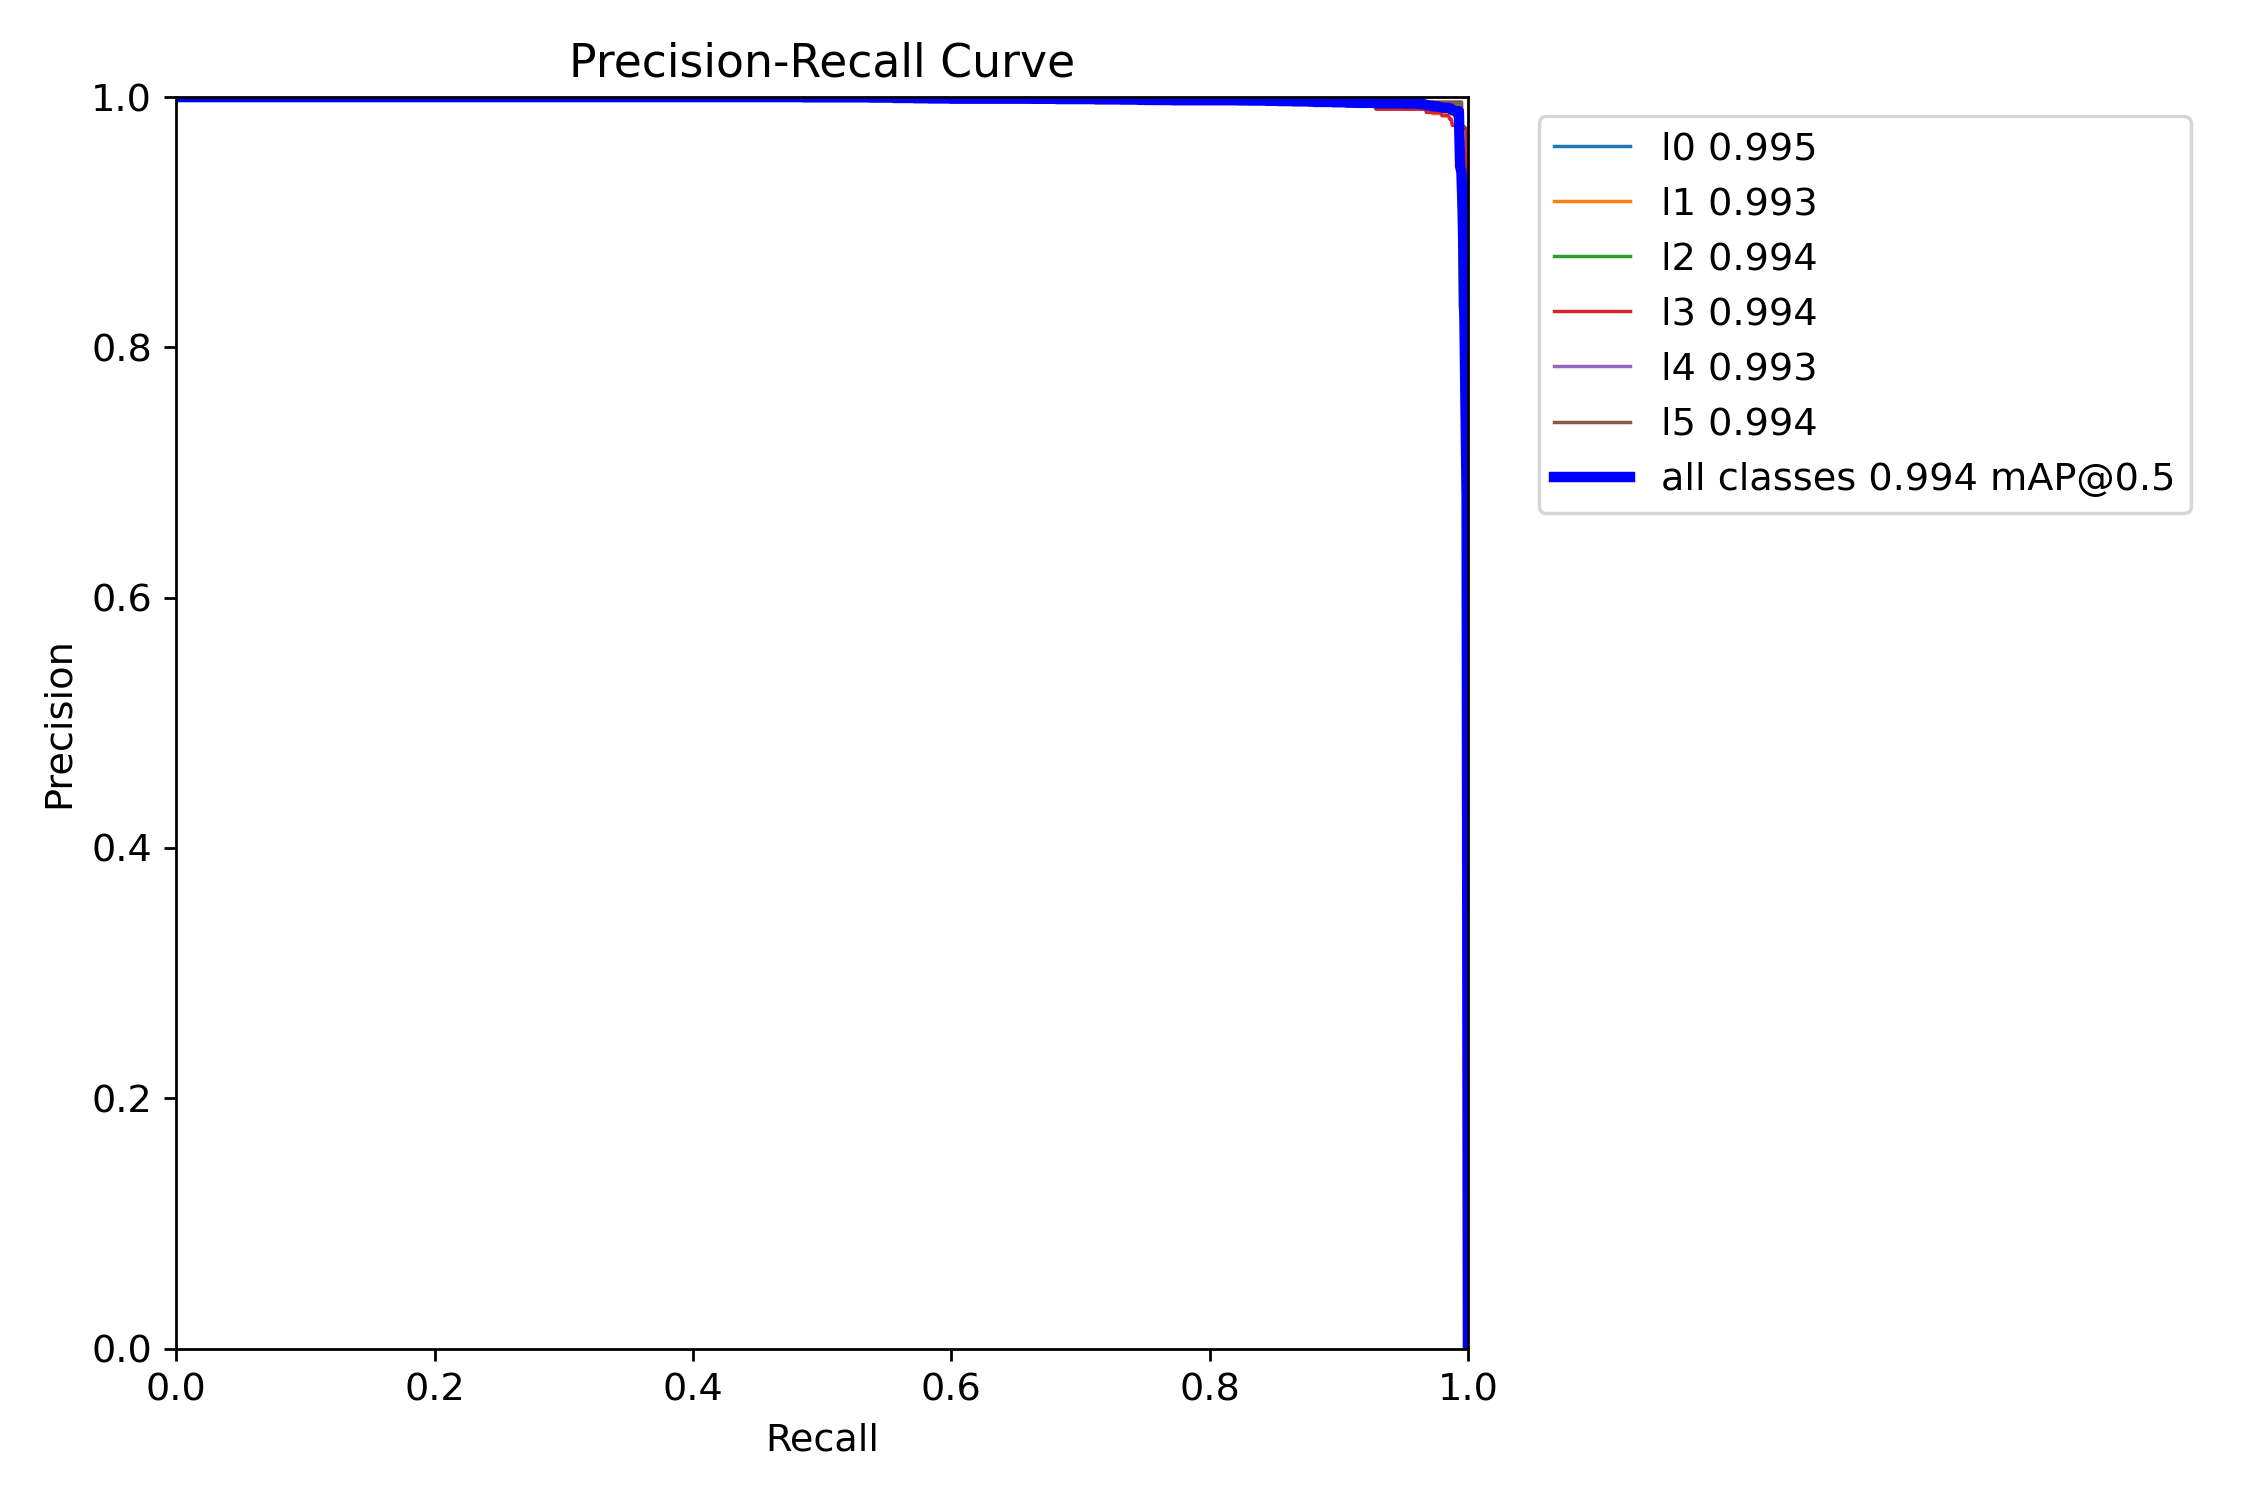 Precision-Recall Curve
1.0
0.8
0.6
0.4
0.2
0.0
Precision
0.0 0.2 0.4 0.6 0.8 1.0
Recall
l0 0.995
l1 0.993
l2 0.994
l3 0.994
l4 0.993
l5 0.994
all classes 0.994 mAP@0.5